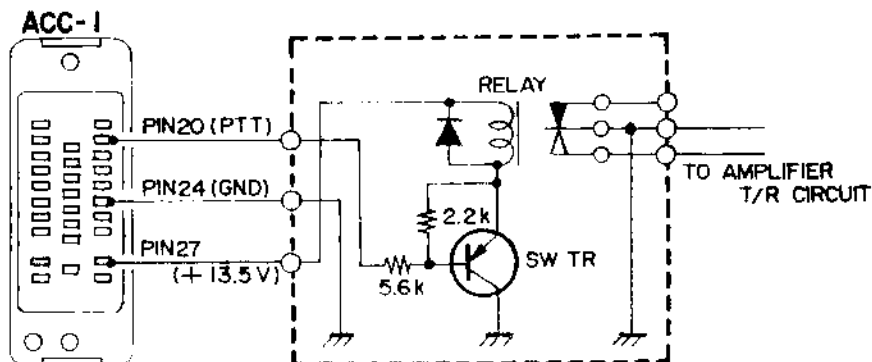 ACC-1
RELAY
PIN20 (PTT)
PIN24 (GND)
TO AMPLIFIER
T/R CIRCUIT
2.2k
PIN27
(+13.5V)
5.6k
SW TR